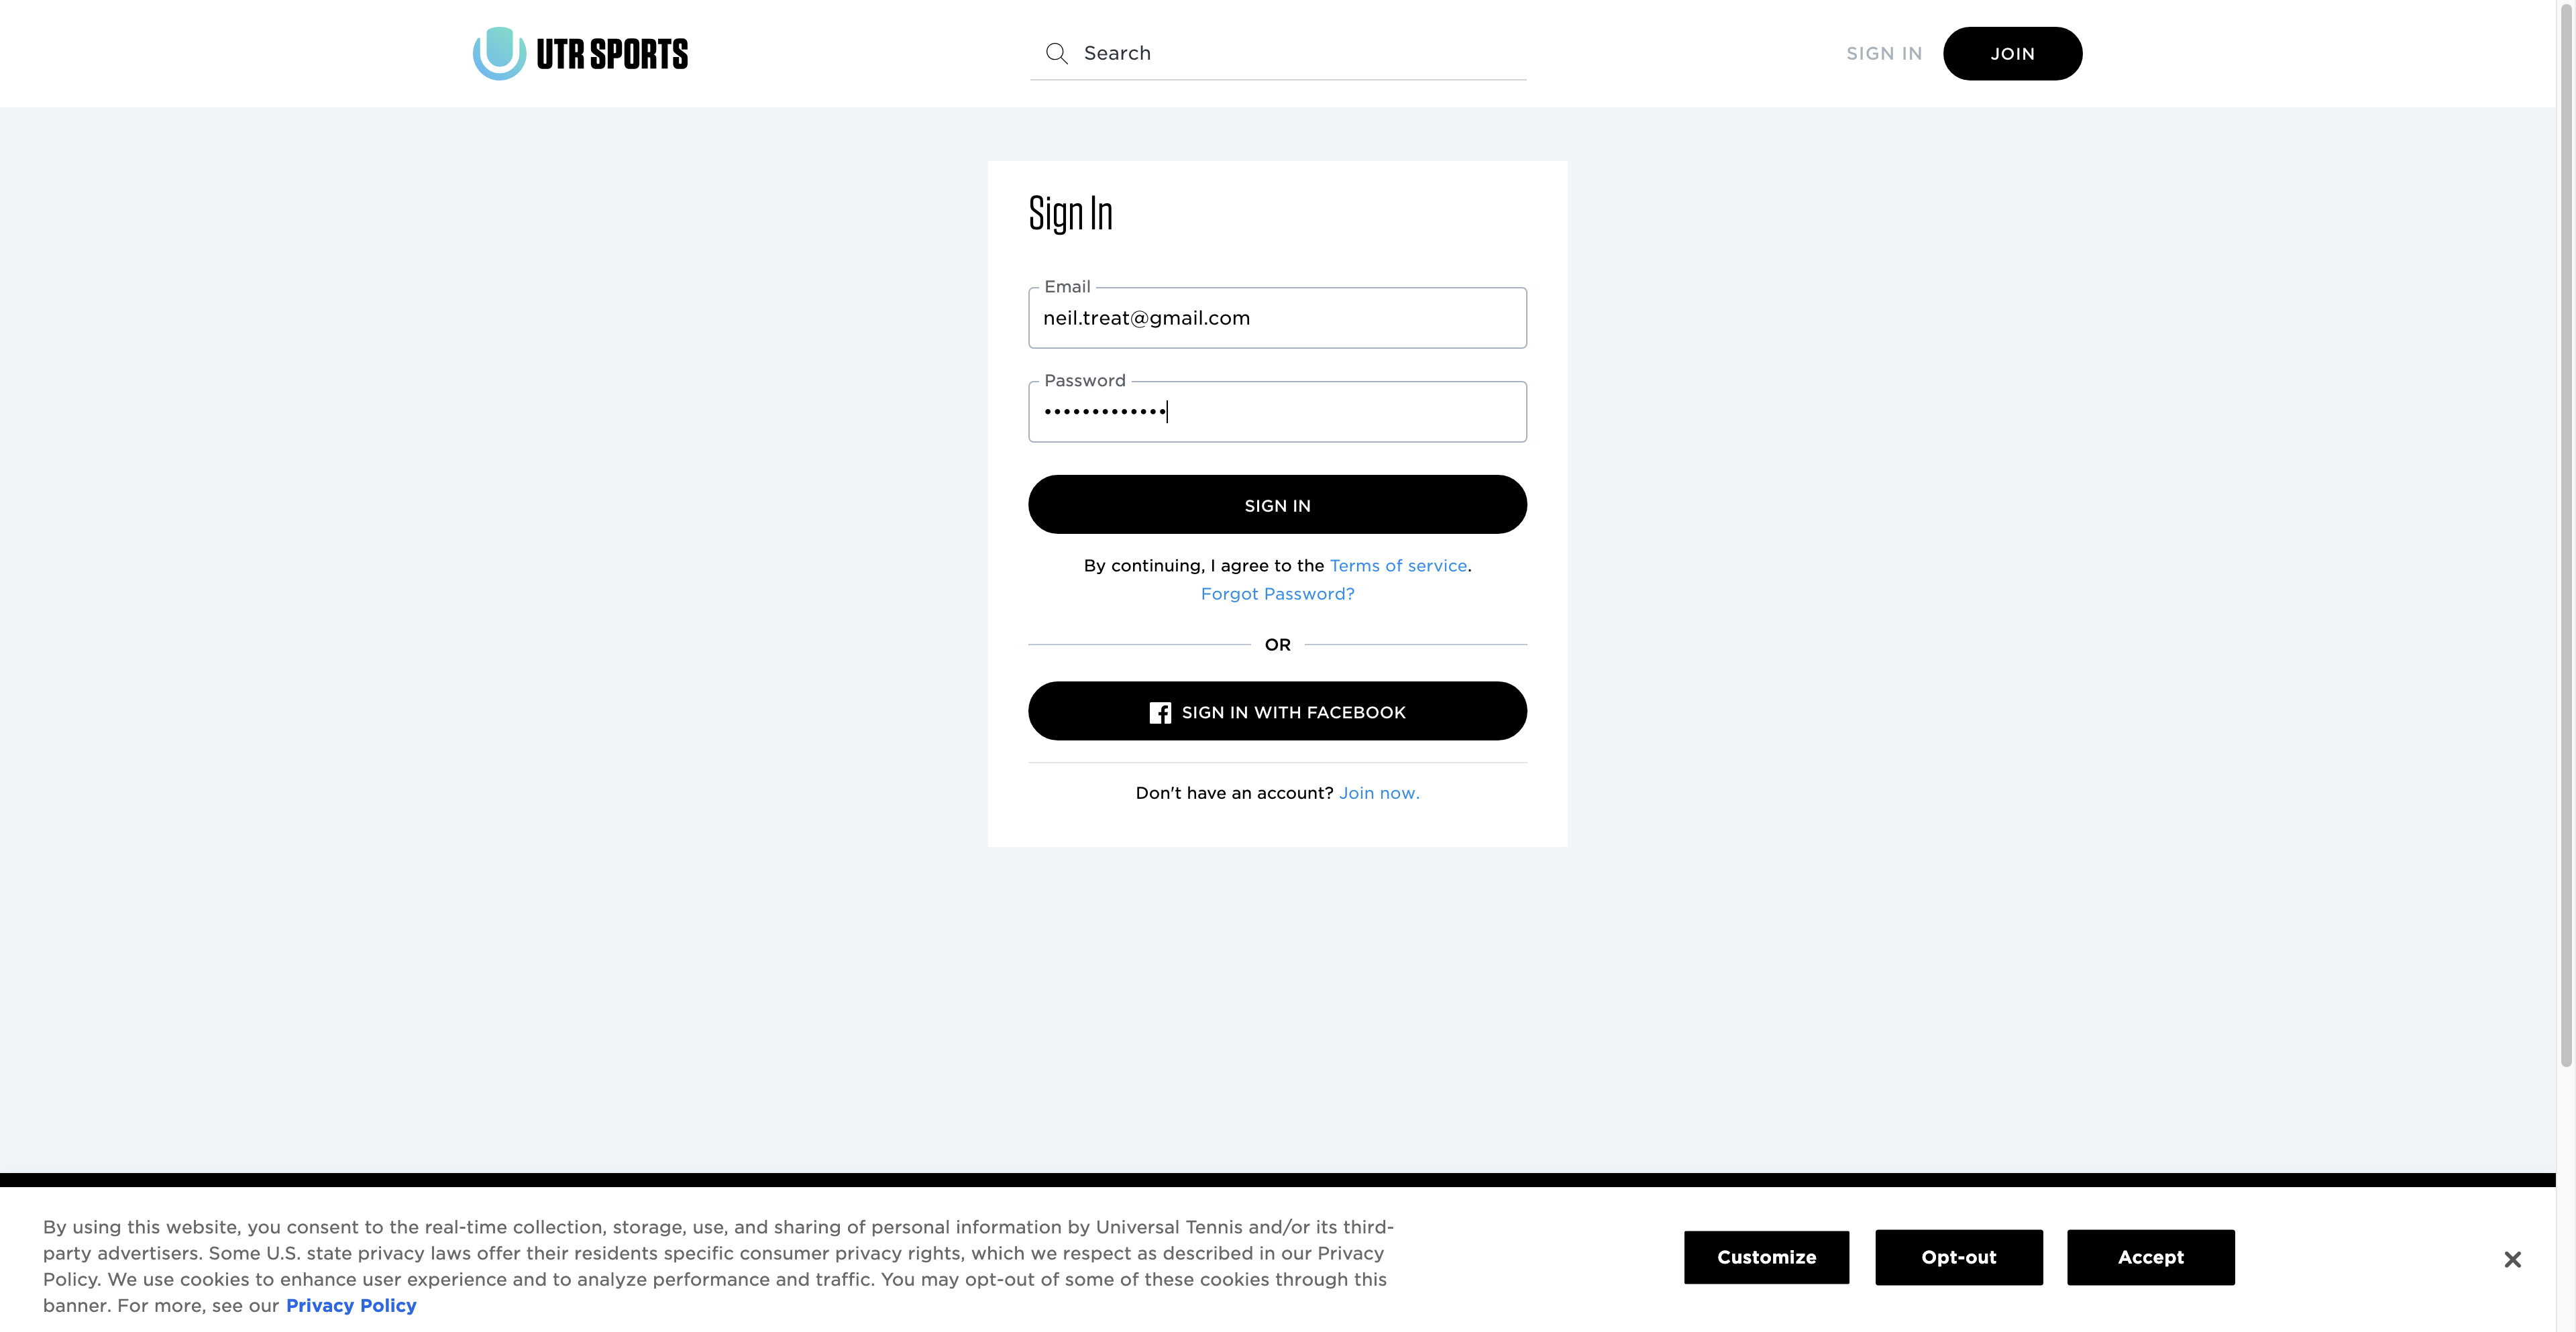 UTR SPORTS
Search
SIGN IN
JOIN
Sign In
Email
neil.treat@gmail.com
Password
•••••••••••••
SIGN IN
By continuing, I agree to the Terms of service.
Forgot Password?
OR
SIGN IN WITH FACEBOOK
Don't have an account? Join now.
By using this website, you consent to the real-time collection, storage, use, and sharing of personal information by Universal Tennis and/or its third-
party advertisers. Some U.S. state privacy laws offer their residents specific consumer privacy rights, which we respect as described in our Privacy
Policy. We use cookies to enhance user experience and to analyze performance and traffic. You may opt-out of some of these cookies through this
banner. For more, see our Privacy Policy
Customize
Opt-out
Accept